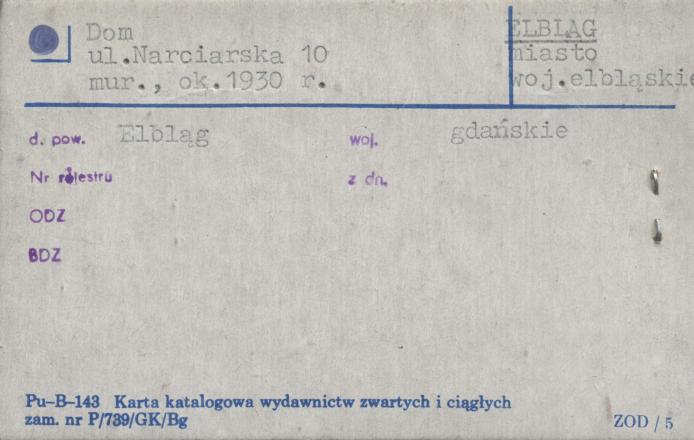 Dom
ul.Narciarska 10
mur., ok.1930 r.
ELBLĄG
miasto
woj.elbląskie
d. pow. Elbląg woj. gdańskie
Nr rejestru z dn.
ODZ
BDZ
Pu–B–143 Karta katalogowa wydawnictw zwartych i ciągłych
zam. nr P/739/GK/Bg
ZOD / 5